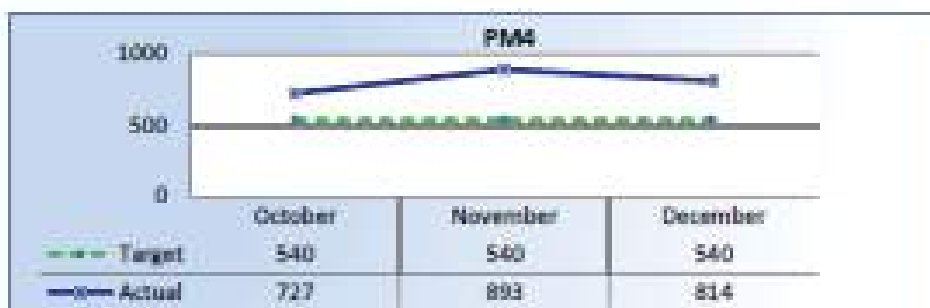 PM4
1000
500
0
October November December
Target 540 540 540
Actual 727 893 814